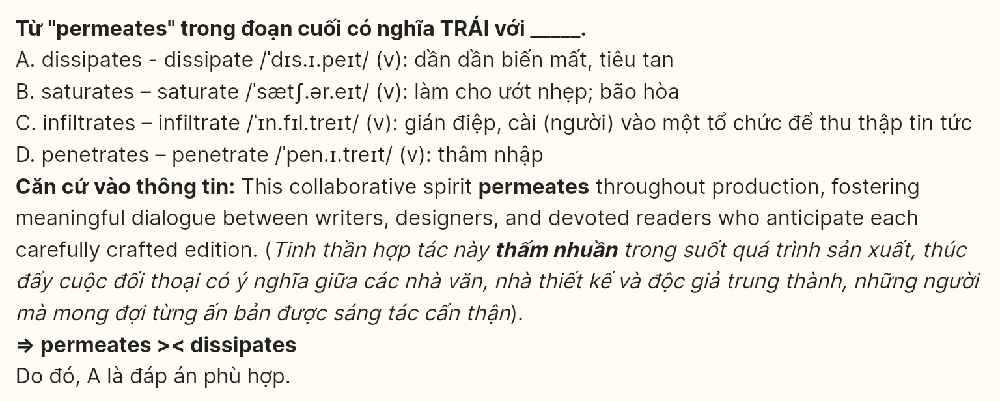 Từ "permeates" trong đoạn cuối có nghĩa TRÁI với _____.
A. dissipates - dissipate /ˈdɪs.ɪ.peɪt/ (v): dần dần biến mất, tiêu tan
B. saturates – saturate /ˈsætʃ.ər.eɪt/ (v): làm cho ướt nhẹp; bão hòa
C. infiltrates – infiltrate /ˈɪn.fɪl.treɪt/ (v): gián điệp, cài (người) vào một tổ chức để thu thập tin tức
D. penetrates – penetrate /ˈpen.ɪ.treɪt/ (v): thâm nhập
Căn cứ vào thông tin: This collaborative spirit permeates throughout production, fostering
meaningful dialogue between writers, designers, and devoted readers who anticipate each
carefully crafted edition. (Tinh thần hợp tác này thấm nhuần trong suốt quá trình sản xuất, thúc
đẩy cuộc đối thoại có ý nghĩa giữa các nhà văn, nhà thiết kế và độc giả trung thành, những người
mà mong đợi từng ấn bản được sáng tác cẩn thận).
⇒ permeates >< dissipates
Do đó, A là đáp án phù hợp.